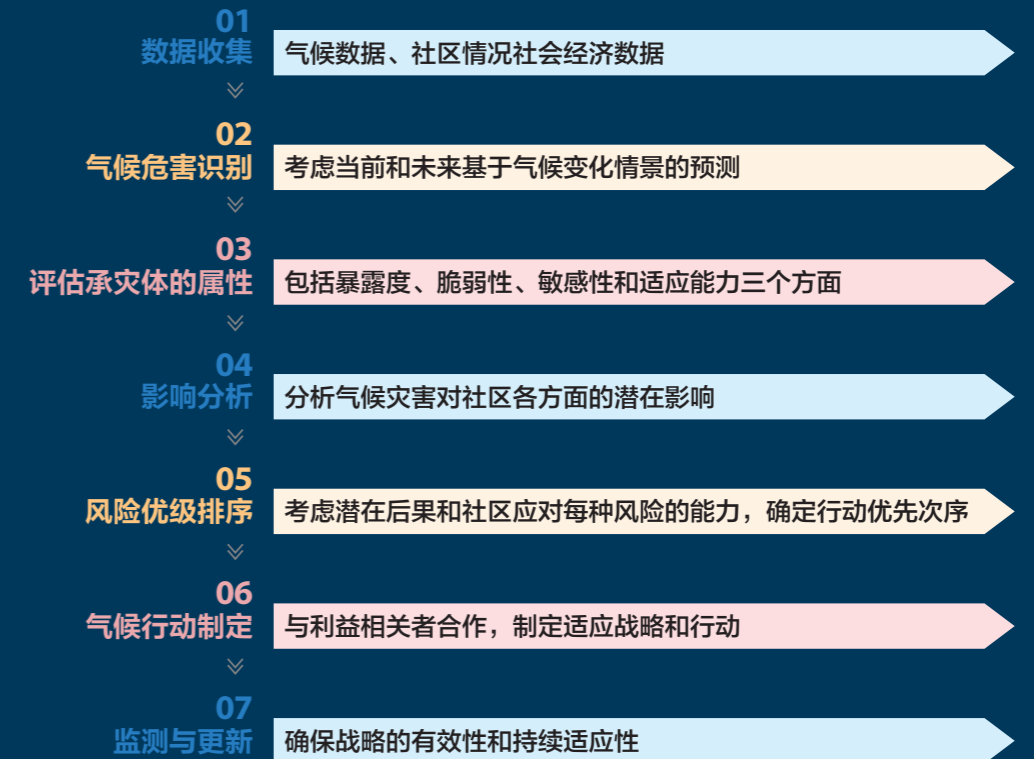 01
数据收集
气候数据、社区情况社会经济数据
02
气候危害识别
考虑当前和未来基于气候变化情景的预测
03
评估承灾体的属性
包括暴露度、脆弱性、敏感性和适应能力三个方面
04
影响分析
分析气候灾害对社区各方面的潜在影响
05
风险优级排序
考虑潜在后果和社区应对每种风险的能力，确定行动优先次序
06
气候行动制定
与利益相关者合作，制定适应战略和行动
07
监测与更新
确保战略的有效性和持续适应性